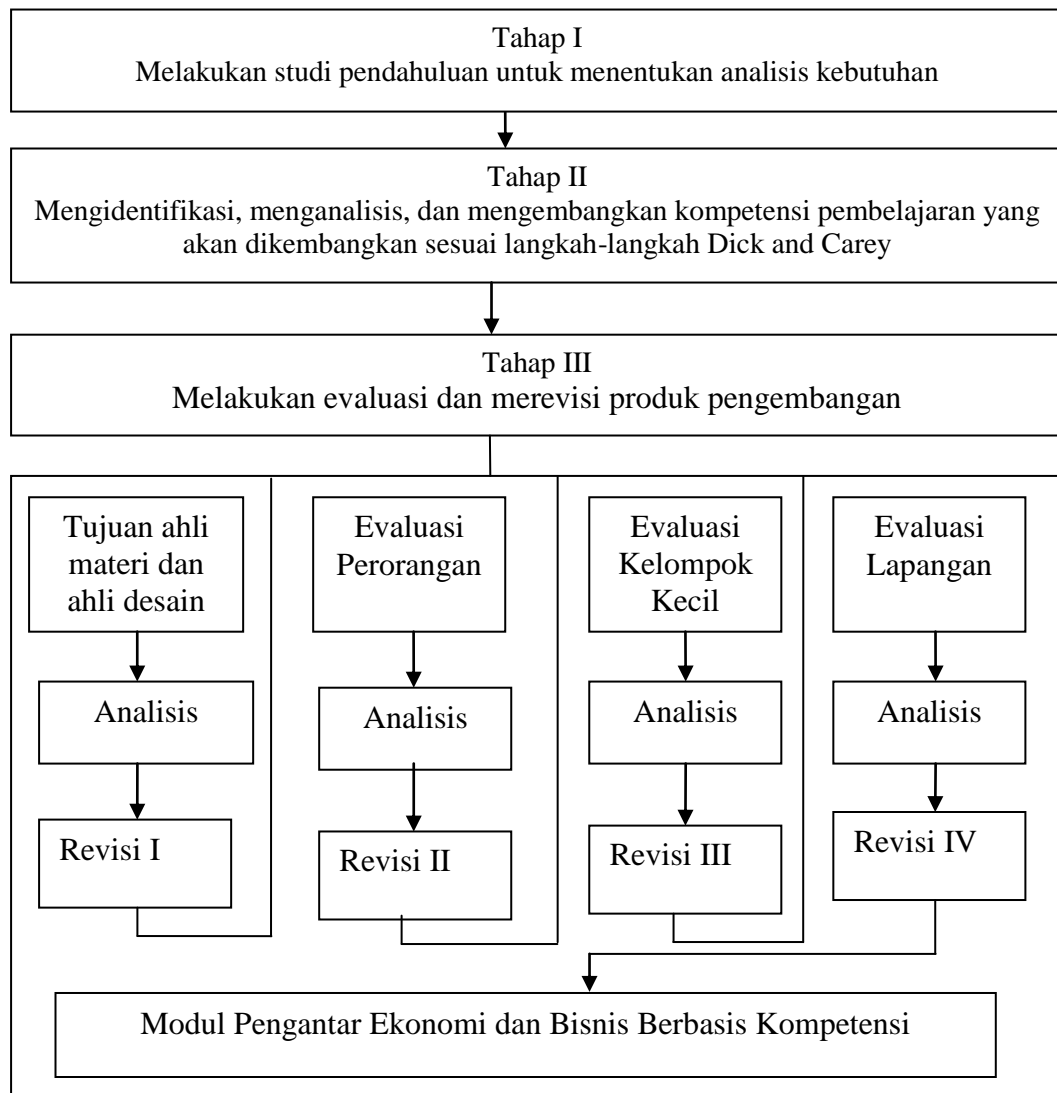 Tahap I
Melakukan studi pendahuluan untuk menentukan analisis kebutuhan
Tahap II
Mengidentifikasi, menganalisis, dan mengembangkan kompetensi pembelajaran yang
akan dikembangkan sesuai langkah-langkah Dick and Carey
Tahap III
Melakukan evaluasi dan merevisi produk pengembangan
Tujuan ahli
materi dan
ahli desain
Analisis
Revisi I
Evaluasi
Perorangan
Analisis
Revisi II
Evaluasi
Kelompok
Kecil
Analisis
Revisi III
Evaluasi
Lapangan
Analisis
Revisi IV
Modul Pengantar Ekonomi dan Bisnis Berbasis Kompetensi